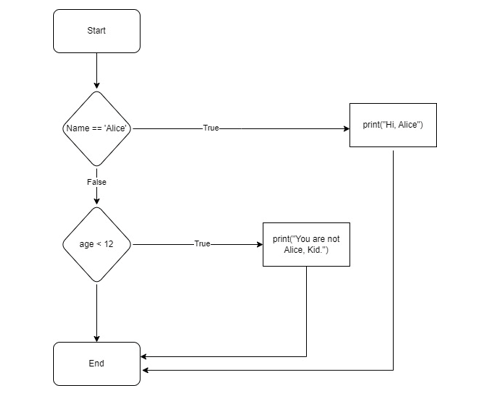 Start
Name == 'Alice'
True
print("Hi, Alice")
False
age < 12
True
print("You are not
Alice, Kid.")
End